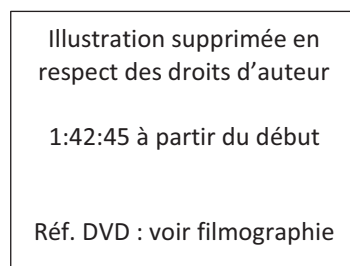 Illustration supprimée en
respect des droits d’auteur
1:42:45 à partir du début
Réf. DVD : voir filmographie